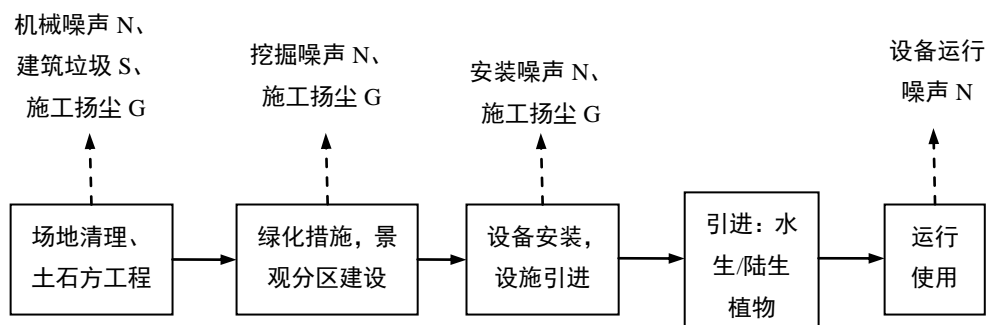 机械噪声 N、
建筑垃圾 S、
施工扬尘 G
挖掘噪声 N、
施工扬尘 G
安装噪声 N、
施工扬尘 G
设备运行
噪声 N
场地清理、
土石方工程
绿化措施，景
观分区建设
设备安装，
设施引进
引进：水
生/陆生
植物
运行
使用